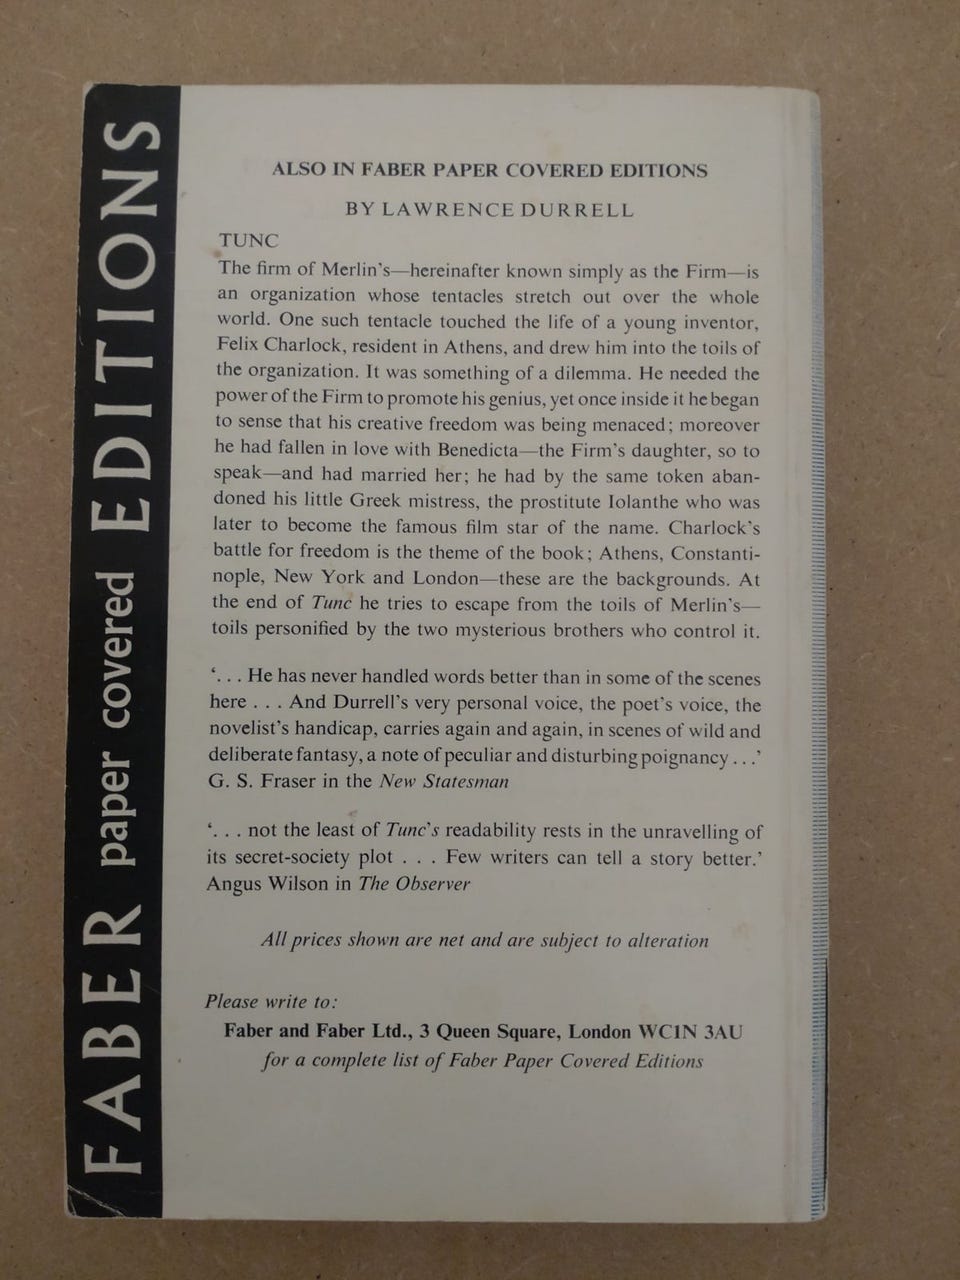 FABER paper covered EDITIONS
ALSO IN FABER PAPER COVERED EDITIONS
BY LAWRENCE DURRELL
TUNC
The firm of Merlin's—hereinafter known simply as the Firm—is
an organization whose tentacles stretch out over the whole
world. One such tentacle touched the life of a young inventor,
Felix Charlock, resident in Athens, and drew him into the toils of
the organization. It was something of a dilemma. He needed the
power of the Firm to promote his genius, yet once inside it he began
to sense that his creative freedom was being menaced; moreover
he had fallen in love with Benedicta—the Firm's daughter, so to
speak—and had married her; he had by the same token aban-
doned his little Greek mistress, the prostitute Iolanthe who was
later to become the famous film star of the name. Charlock's
battle for freedom is the theme of the book; Athens, Constanti-
nople, New York and London—these are the backgrounds. At
the end of Tunc he tries to escape from the toils of Merlin's—
toils personified by the two mysterious brothers who control it.
‘. . . He has never handled words better than in some of the scenes
here . . . And Durrell's very personal voice, the poet's voice, the
novelist's handicap, carries again and again, in scenes of wild and
deliberate fantasy, a note of peculiar and disturbing poignancy . . .’
G. S. Fraser in the New Statesman
‘. . . not the least of Tunc's readability rests in the unravelling of
its secret-society plot . . . Few writers can tell a story better.’
Angus Wilson in The Observer
All prices shown are net and are subject to alteration
Please write to:
Faber and Faber Ltd., 3 Queen Square, London WC1N 3AU
for a complete list of Faber Paper Covered Editions